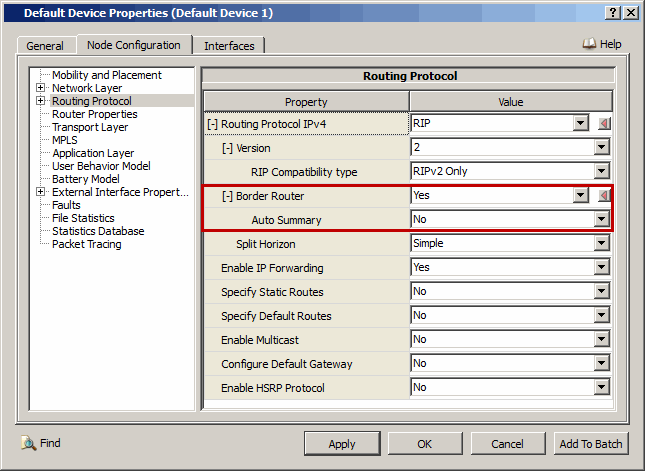 Default Device Properties (Default Device 1)
General Node Configuration Interfaces Help
Mobility and Placement
Network Layer
Routing Protocol
Router Properties
Transport Layer
MPLS
Application Layer
User Behavior Model
Battery Model
External Interface Propert...
Faults
File Statistics
Statistics Database
Packet Tracing
Routing Protocol
Property Value
[-] Routing Protocol IPv4 RIP
[-] Version 2
RIP Compatibility type RIPv2 Only
[-] Border Router Yes
Auto Summary No
Split Horizon Simple
Enable IP Forwarding Yes
Specify Static Routes No
Specify Default Routes No
Enable Multicast No
Configure Default Gateway No
Enable HSRP Protocol No
Find Apply OK Cancel Add To Batch